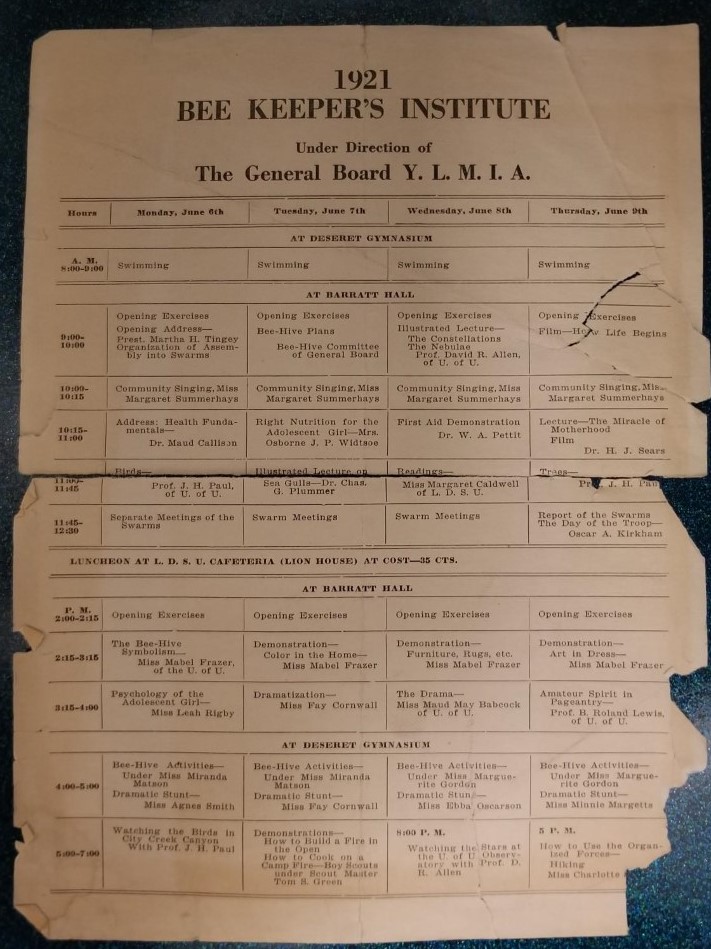 1921
BEE KEEPER'S INSTITUTE
Under Direction of
The General Board Y. L. M. I. A.
Hours Monday, June 6th Tuesday, June 7th Wednesday, June 8th Thursday, June 9th
AT DESERET GYMNASIUM
A. M.
8:00-9:00 Swimming Swimming Swimming Swimming
AT BARRATT HALL
9:00-
10:00
Opening Exercises
Opening Address—
Prest. Martha H. Tingey
Organization of Assem-
bly into Swarms
Opening Exercises
Bee-Hive Plans
Bee-Hive Committee
of General Board
Opening Exercises
Illustrated Lecture—
The Constellations
The Nebulae
Prof. David R. Allen,
of U. of U.
Opening Exercises
Film—How Life Begins
10:00-
10:15
Community Singing, Miss
Margaret Summerhays
Community Singing, Miss
Margaret Summerhays
Community Singing, Miss
Margaret Summerhays
Community Singing, Mis
Margaret Summerhays
10:15-
11:00
Address: Health Funda-
mentals—
Dr. Maud Callison
Right Nutrition for the
Adolescent Girl—Mrs.
Osborne J. P. Widtsoe
First Aid Demonstration
Dr. W. A. Pettit
Lecture—The Miracle of
Motherhood
Film
Dr. H. J. Sears
11:00-
11:45
Birds—
Prof. J. H. Paul,
of U. of U.
Illustrated Lecture on
Sea Gulls—Dr. Chas.
G. Plummer
Readings—
Miss Margaret Caldwell
of L. D. S. U.
Trees—
Prof. J. H. Paul
11:45-
12:30
Separate Meetings of the
Swarms
Swarm Meetings
Swarm Meetings
Report of the Swarms
The Day of the Troop—
Oscar A. Kirkham
LUNCHEON AT L. D. S. U. CAFETERIA (LION HOUSE) AT COST—35 CTS.
AT BARRATT HALL
P. M.
2:00-2:15 Opening Exercises Opening Exercises Opening Exercises Opening Exercises
2:15-3:15
The Bee-Hive
Symbolism—
Miss Mabel Frazer,
of the U. of U.
Demonstration—
Color in the Home—
Miss Mabel Frazer
Demonstration—
Furniture, Rugs, etc.
Miss Mabel Frazer
Demonstration—
Art in Dress—
Miss Mabel Frazer
3:15-4:00
Psychology of the
Adolescent Girl—
Miss Leah Rigby
Dramatization—
Miss Fay Cornwall
The Drama—
Miss Maud May Babcock
of U. of U.
Amateur Spirit in
Pageantry—
Prof. B. Roland Lewis,
of U. of U.
AT DESERET GYMNASIUM
4:00-5:00
Bee-Hive Activities—
Under Miss Miranda
Matson
Dramatic Stunt—
Miss Agnes Smith
Bee-Hive Activities—
Under Miss Miranda
Matson
Dramatic Stunt—
Miss Fay Cornwall
Bee-Hive Activities—
Under Miss Margue-
rite Gordon
Dramatic Stunt—
Miss Ebba Oscarson
Bee-Hive Activities—
Under Miss Margue-
rite Gordon
Dramatic Stunt—
Miss Minnie Margetts
5:00-7:00
Watching the Birds in
City Creek Canyon
With Prof. J. H. Paul
Demonstrations—
How to Build a Fire in
the Open
How to Cook on a
Camp Fire—Boy Scouts
under Scout Master
Tom S. Green
8:00 P. M.
Watching the Stars at
the U. of U Observ-
atory with Prof. D.
R. Allen
5 P. M.
How to Use the Organ-
ized Forces—
Hiking
Miss Charlotte